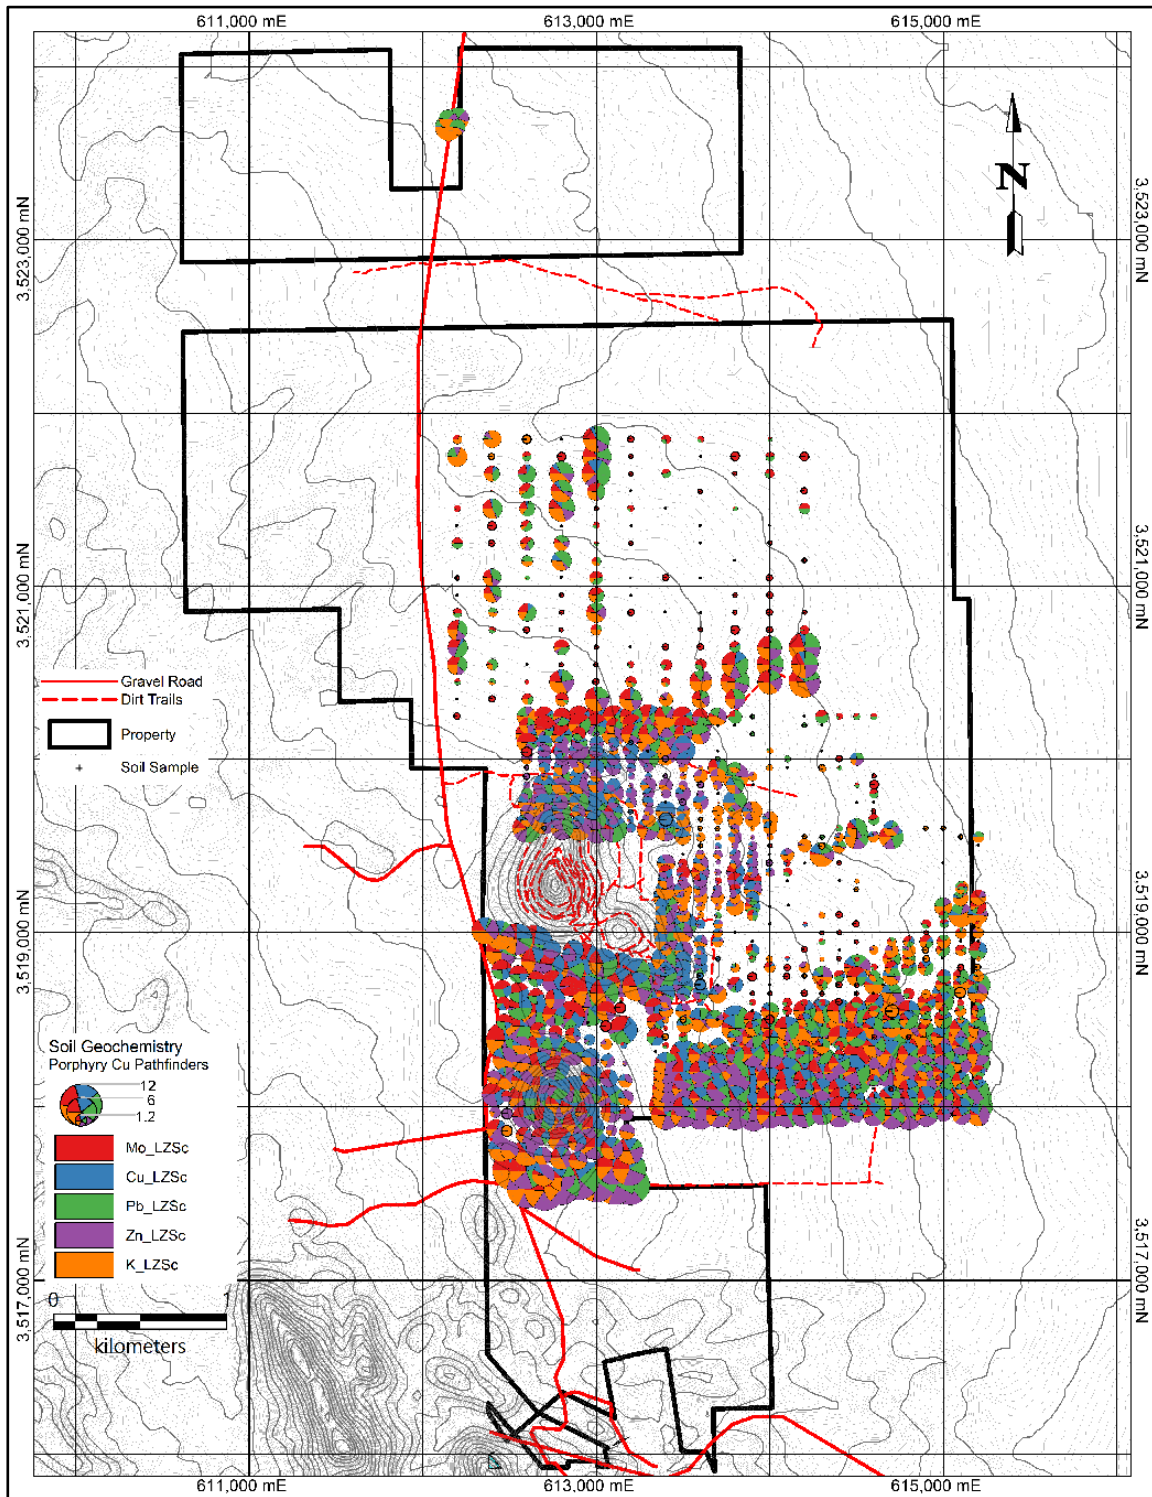 611,000 mE
613,000 mE
615,000 mE
N
3,523,000 mN
3,523,000 mN
3,521,000 mN
3,521,000 mN
Gravel Road
Dirt Trails
Property
Soil Sample
3,519,000 mN
3,519,000 mN
Soil Geochemistry
Porphyry Cu Pathfinders
12
6
1.2
Mo_LZSc
Cu_LZSc
Pb_LZSc
Zn_LZSc
K_LZSc
3,517,000 mN
3,517,000 mN
0 1
kilometers
611,000 mE
613,000 mE
615,000 mE